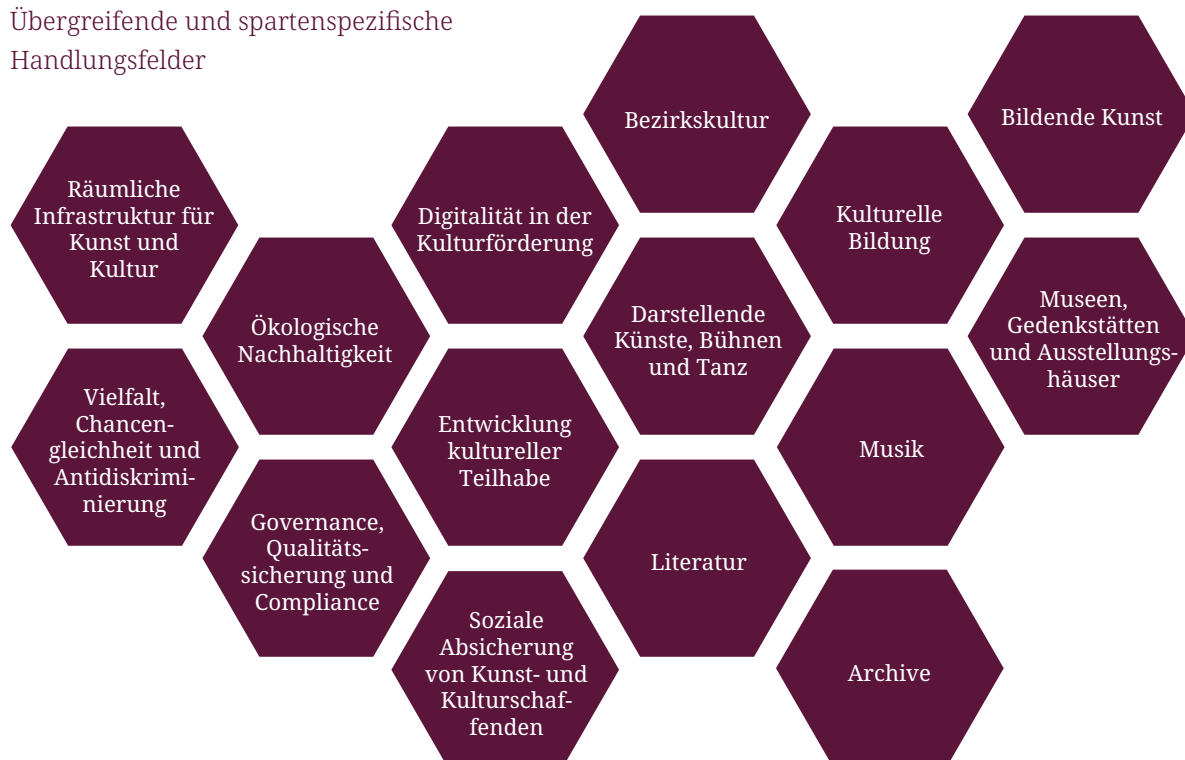 Übergreifende und spartenspezifische
Handlungsfelder
Räumliche
Infrastruktur für
Kunst und
Kultur
Vielfalt,
Chancen-
gleichheit und
Antidiskrimi-
nierung
Ökologische
Nachhaltigkeit
Governance,
Qualitäts-
sicherung und
Compliance
Digitalität in der
Kulturförderung
Entwicklung
kultureller
Teilhabe
Soziale
Absicherung
von Kunst- und
Kulturschaf-
fenden
Bezirkskultur
Darstellende
Künste, Bühnen
und Tanz
Literatur
Kulturelle
Bildung
Musik
Archive
Bildende Kunst
Museen,
Gedenkstätten
und Ausstellungs-
häuser